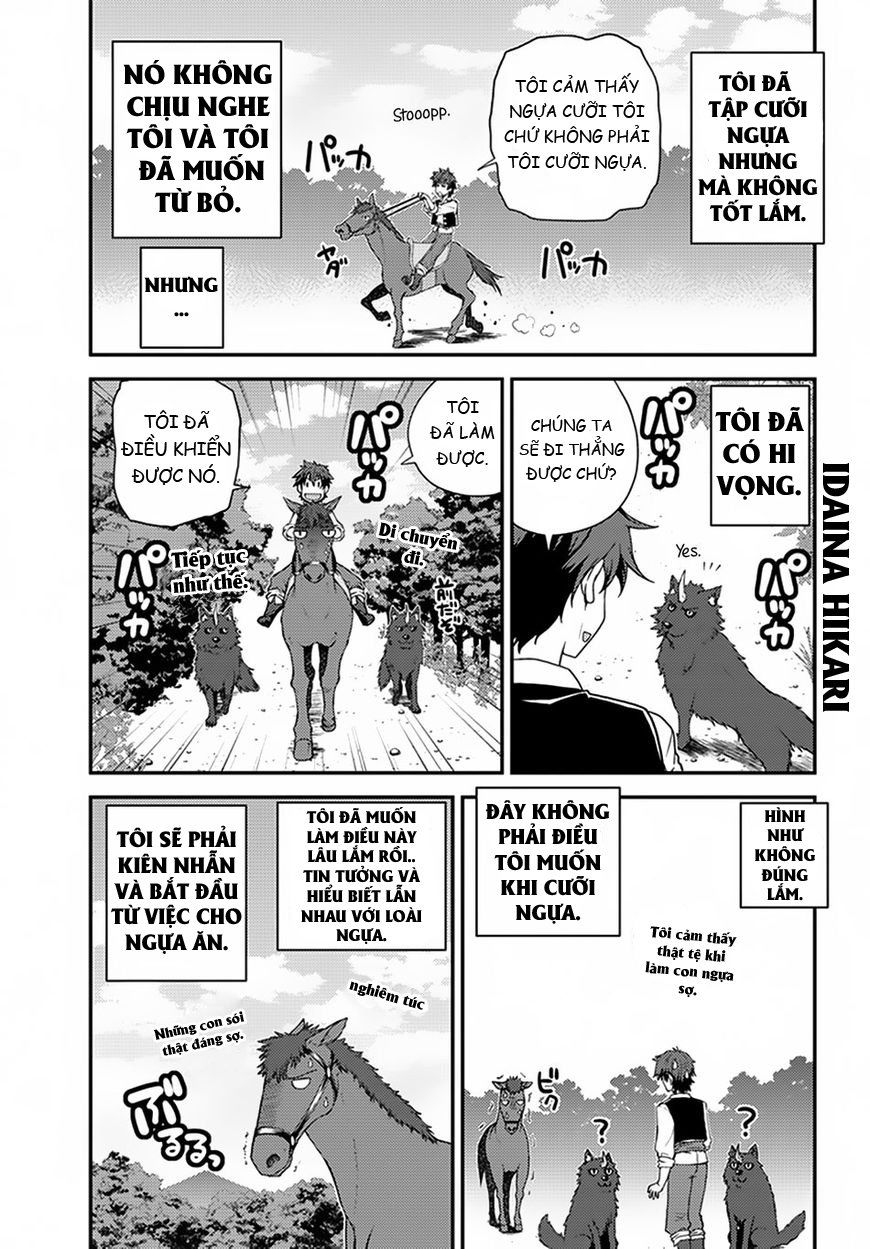 TÔI ĐÃ
TẬP CƯỠI
NGỰA
NHƯNG
MÀ KHÔNG
TỐT LẮM.
TÔI CẢM THẤY
NGỰA CƯỠI TÔI
CHỨ KHÔNG PHẢI
TÔI CƯỠI NGỰA.
Stooopp.
パッカ
ヤダ
パッカ
NÓ KHÔNG
CHỊU NGHE
TÔI VÀ TÔI
ĐÃ MUỐN
TỪ BỎ.
NHƯNG
...
TÔI ĐÃ
CÓ HI
VỌNG.
CHÚNG TA
SẼ ĐI THẲNG
ĐƯỢC CHỨ?
Yes.
TÔI
ĐÃ LÀM
ĐƯỢC.
パッカ
Di chuyển
đi.
前だぞ
TÔI ĐÃ
ĐIỀU KHIỂN
ĐƯỢC NÓ.
パッカ
Tiếp tục
như thế.
IDAINA HIKARI
HÌNH
NHƯ
KHÔNG
ĐÚNG
LẮM.
ĐÂY KHÔNG
PHẢI ĐIỀU
TÔI MUỐN
KHI CƯỠI
NGỰA.
Tôi cảm thấy
thật tệ khi
làm con ngựa
sợ.
ビク
?
?
TÔI ĐÃ MUỐN
LÀM ĐIỀU NÀY
LÂU LẮM RỒI..
TIN TƯỞNG VÀ
HIỂU BIẾT LẪN
NHAU VỚI LOÀI
NGỰA.
TÔI SẼ PHẢI
KIÊN NHẪN
VÀ BẮT ĐẦU
TỪ VIỆC CHO
NGỰA ĂN.
nghiêm túc
Những con sói
thật đáng sợ.
ぶるるっ